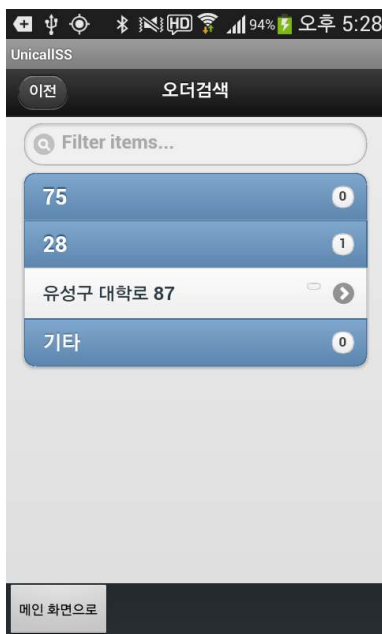 HD 94% 오후 5:28
UnicallSS
이전 오더검색
Filter items...
75 0
28 1
유성구 대학로 87
기타 0
메인 화면으로